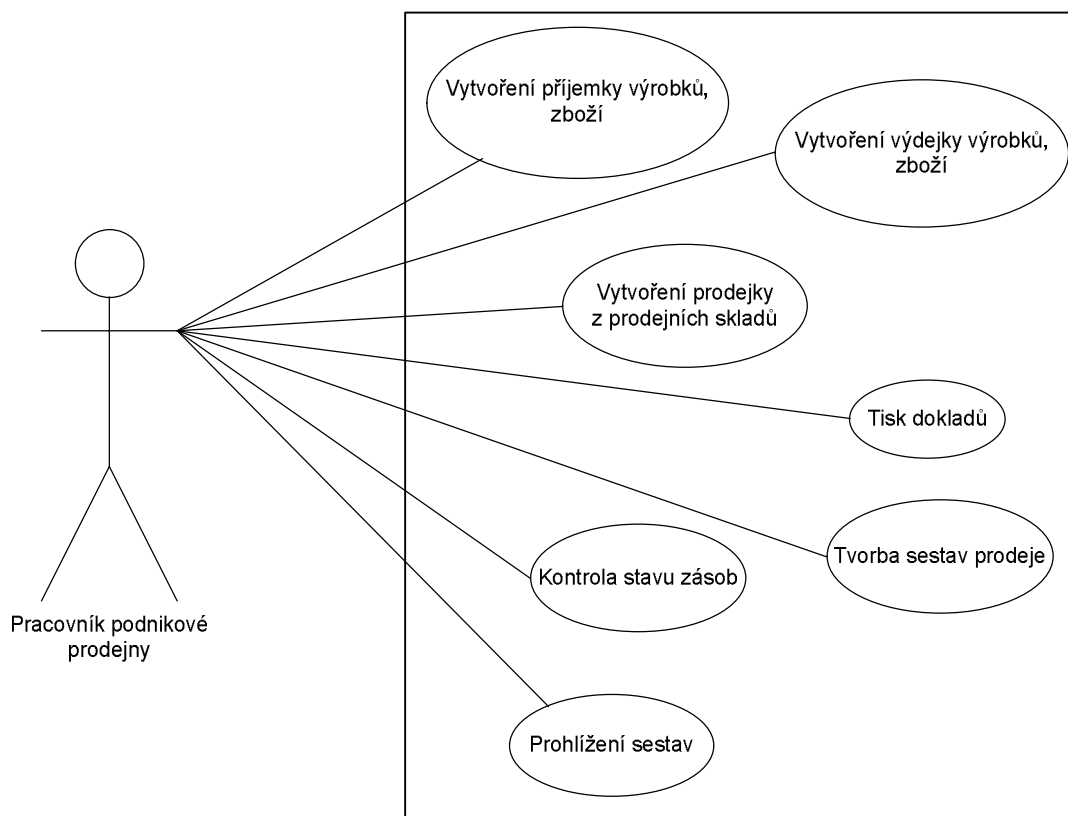 Vytvoření příjemky výrobků,
zboží
Vytvoření výdejky výrobků,
zboží
Vytvoření prodejky
z prodejních skladů
Tisk dokladů
Tvorba sestav prodeje
Kontrola stavu zásob
Pracovník podnikové
prodejny
Prohlížení sestav